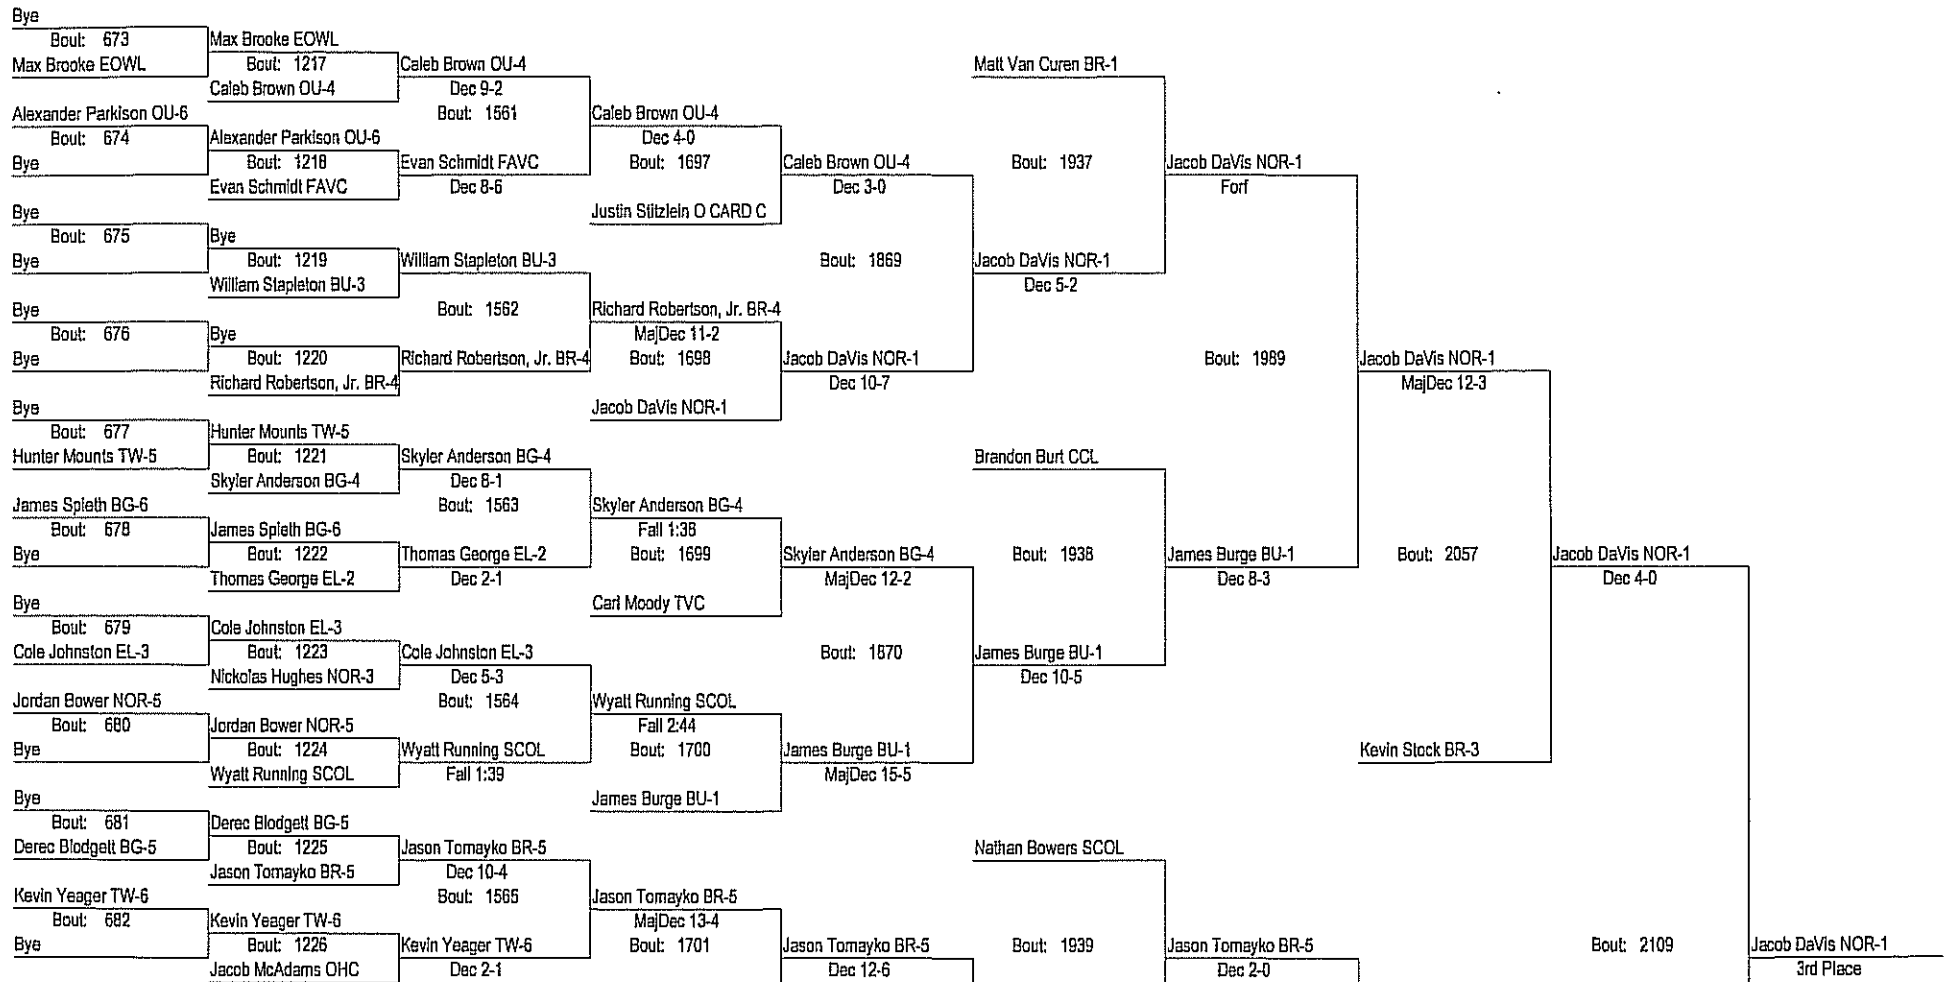 Bye
Bout: 673
Max Brooke EOWL
Alexander Parkison OU-6
Bout: 674
Bye
Bye
Bout: 675
Bye
Bye
Bout: 676
Bye
Bye
Bout: 677
Hunter Mounts TW-5
James Spieth BG-6
Bout: 678
Bye
Bye
Bout: 679
Cole Johnston EL-3
Jordan Bower NOR-5
Bout: 680
Bye
Bye
Bout: 681
Derec Blodgett BG-5
Kevin Yeager TW-6
Bout: 682
Bye
Max Brooke EOWL
Bout: 1217
Caleb Brown OU-4
Alexander Parkison OU-6
Bout: 1218
Evan Schmidt FAVC
Bye
Bout: 1219
William Stapleton BU-3
Bye
Bout: 1220
Richard Robertson, Jr. BR-4
Hunter Mounts TW-5
Bout: 1221
Skyler Anderson BG-4
James Spieth BG-6
Bout: 1222
Thomas George EL-2
Cole Johnston EL-3
Bout: 1223
Nickolas Hughes NOR-3
Jordan Bower NOR-5
Bout: 1224
Wyatt Running SCOL
Derec Blodgett BG-5
Bout: 1225
Jason Tomayko BR-5
Kevin Yeager TW-6
Bout: 1226
Jacob McAdams OHC
Caleb Brown OU-4
Dec 9-2
Bout: 1561
Evan Schmidt FAVC
Dec 8-6
William Stapleton BU-3
Bout: 1562
Richard Robertson, Jr. BR-4
Skyler Anderson BG-4
Dec 8-1
Bout: 1563
Thomas George EL-2
Dec 2-1
Cole Johnston EL-3
Dec 5-3
Bout: 1564
Wyatt Running SCOL
Fall 1:39
Jason Tomayko BR-5
Dec 10-4
Bout: 1565
Kevin Yeager TW-6
Dec 2-1
Caleb Brown OU-4
Dec 4-0
Bout: 1697
Justin Stitzlein O CARD C
Richard Robertson, Jr. BR-4
MajDec 11-2
Bout: 1698
Jacob DaVis NOR-1
Skyler Anderson BG-4
Fall 1:38
Bout: 1699
Carl Moody TVC
Wyatt Running SCOL
Fall 2:44
Bout: 1700
James Burge BU-1
Jason Tomayko BR-5
MajDec 13-4
Bout: 1701
Caleb Brown OU-4
Dec 3-0
Bout: 1869
Jacob DaVis NOR-1
Dec 10-7
Skyler Anderson BG-4
MajDec 12-2
Bout: 1870
James Burge BU-1
MajDec 15-5
Jason Tomayko BR-5
Dec 12-6
Matt Van Curen BR-1
Bout: 1937
Jacob DaVis NOR-1
Dec 5-2
Brandon Burt CCL
Bout: 1938
James Burge BU-1
Dec 10-5
Nathan Bowers SCOL
Bout: 1939
Jacob DaVis NOR-1
Forf
Bout: 1989
James Burge BU-1
Dec 8-3
Jason Tomayko BR-5
Dec 2-0
Jacob DaVis NOR-1
MajDec 12-3
Bout: 2057
Kevin Stock BR-3
Jacob DaVis NOR-1
Dec 4-0
Bout: 2109
Jacob DaVis NOR-1
3rd Place